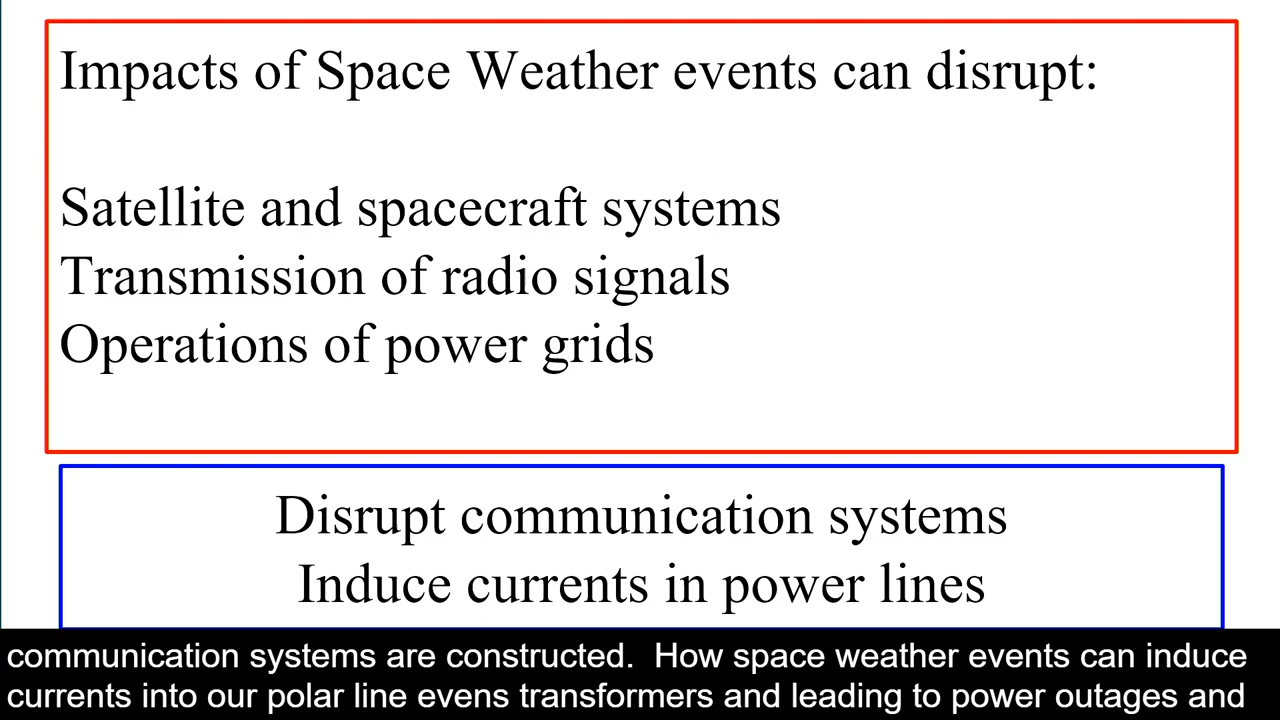 Impacts of Space Weather events can disrupt:
Satellite and spacecraft systems
Transmission of radio signals
Operations of power grids
Disrupt communication systems
Induce currents in power lines
communication systems are constructed.  How space weather events can induce
currents into our polar line evens transformers and leading to power outages and